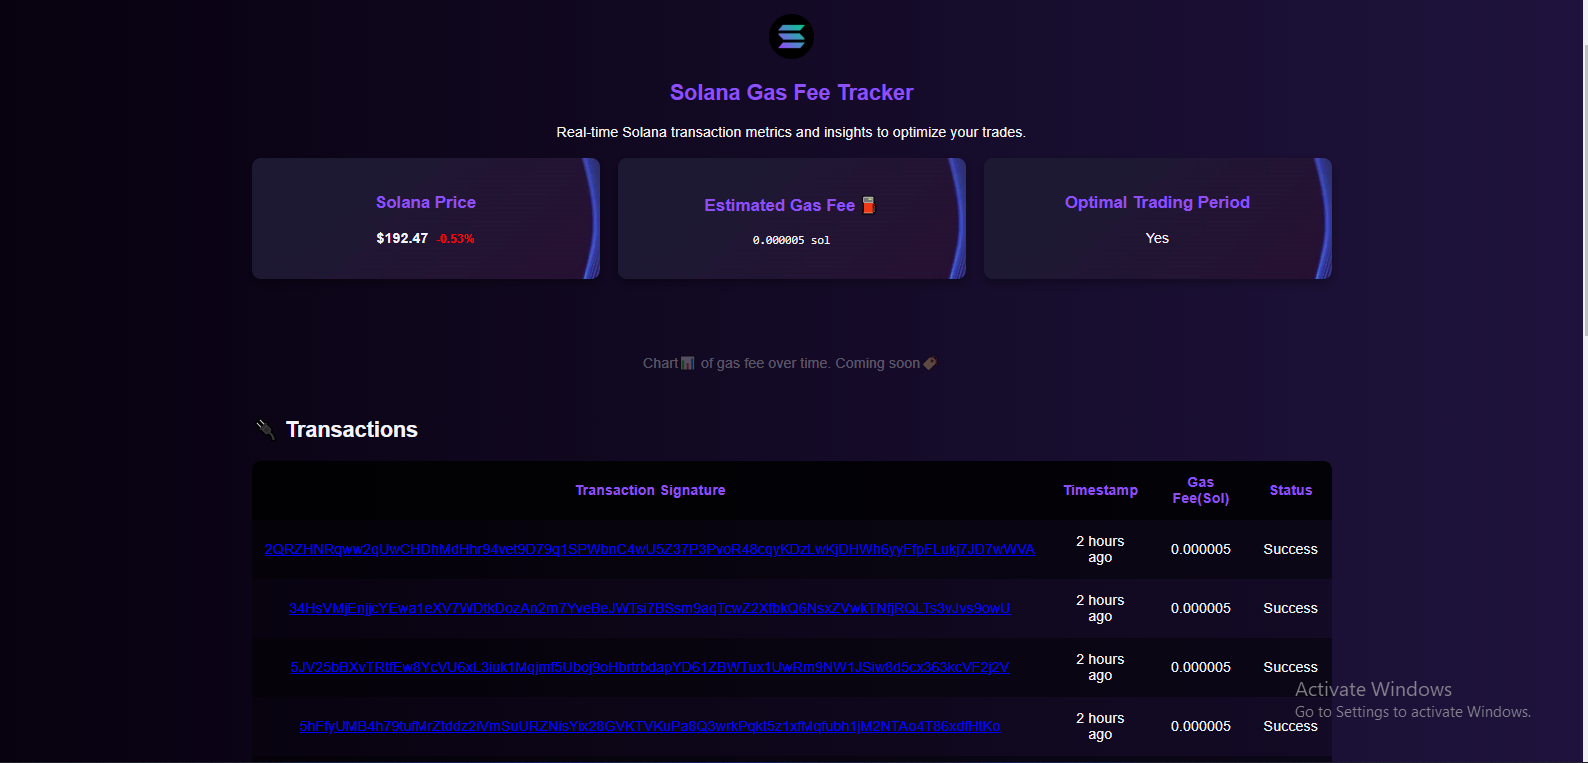 Solana Gas Fee Tracker
Real-time Solana transaction metrics and insights to optimize your trades.
Solana Price
$192.47 -0.53%
Estimated Gas Fee
0.000005 sol
Optimal Trading Period
Yes
Chart of gas fee over time. Coming soon
Transactions
Transaction Signature Timestamp Gas Fee(Sol) Status
2 hours ago 0.000005 Success
2 hours ago 0.000005 Success
2 hours ago 0.000005 Success
2 hours ago 0.000005 Success
Activate Windows
Go to Settings to activate Windows.